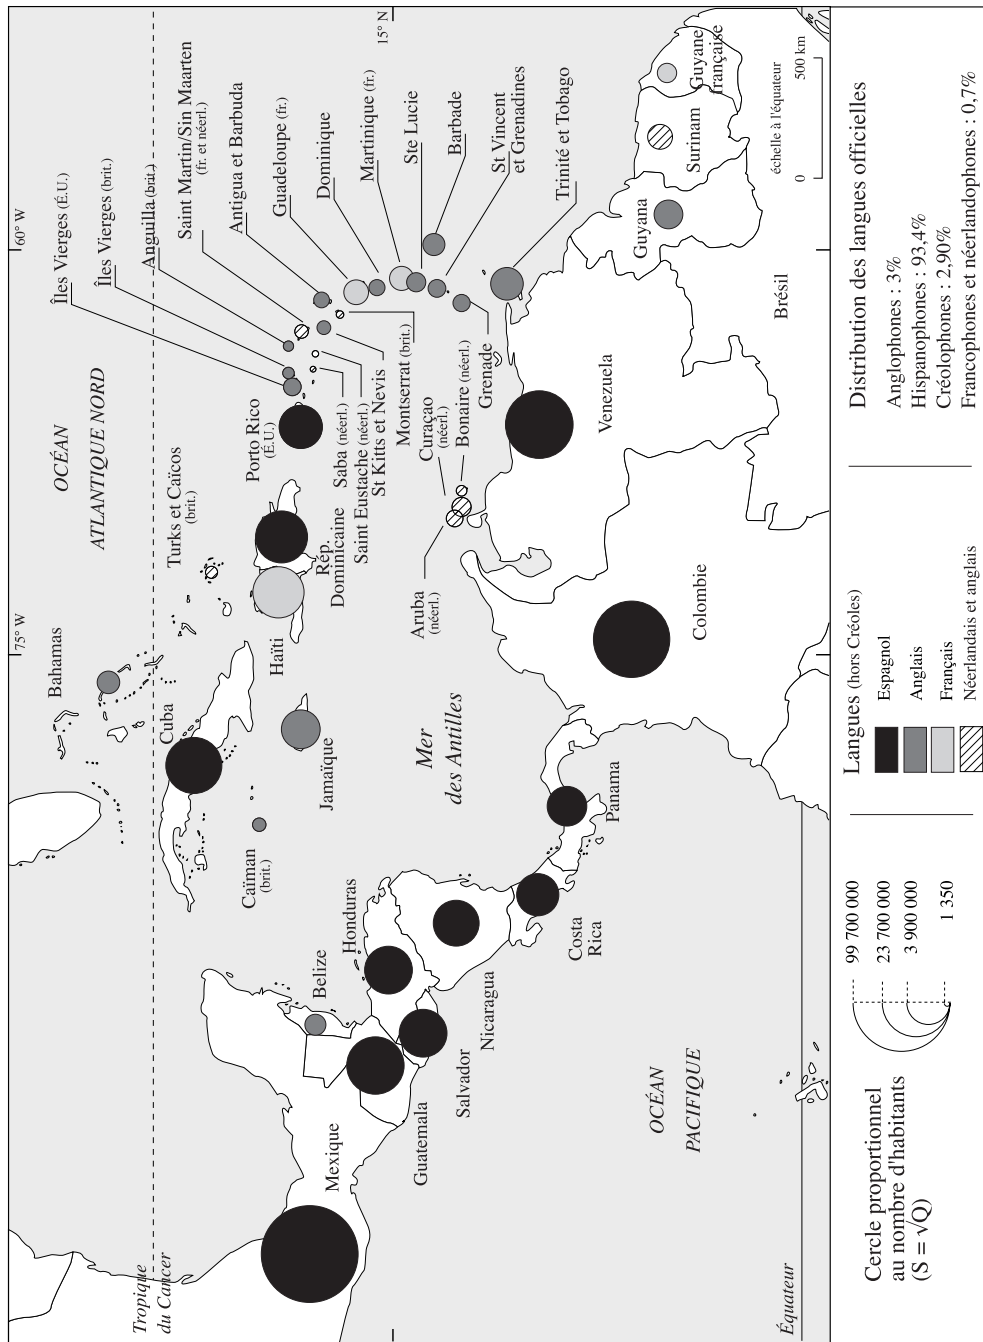 OCÉAN
ATLANTIQUE NORD
Tropique
du Cancer
75° W
60° W
15° N
Bahamas
Turks et Caïcos
(brit.)
Îles Vierges (É.U.)
Îles Vierges (brit.)
Anguilla (brit.)
Saint Martin/Sin Maarten
(fr. et néerl.)
Antigua et Barbuda
Guadeloupe (fr.)
Dominique
Martinique (fr.)
Ste Lucie
Barbade
St Vincent
et Grenadines
Trinité et Tobago
Cuba
Caïman
(brit.)
Jamaïque
Haïti
Rép.
Dominicaine
Porto Rico
(É.U.)
Saba (néerl.)
Saint Eustache (néerl.)
St Kitts et Nevis
Montserrat (brit.)
Curaçao
(néerl.)
Bonaire (néerl.)
Grenade
Aruba
(néerl.)
Mer
des Antilles
Mexique
Belize
Honduras
Guatemala
Salvador
Nicaragua
Costa
Rica
Panama
Colombie
Venezuela
Brésil
Guyana
Surinam
Guyane
française
OCÉAN
PACIFIQUE
Équateur
échelle à l'équateur
0
500 km
Cercle proportionnel
au nombre d'habitants
(S = √Q)
99 700 000
23 700 000
3 900 000
1 350
Langues (hors Créoles)
Espagnol
Anglais
Français
Néerlandais et anglais
Distribution des langues officielles
Anglophones : 3%
Hispanophones : 93,4%
Créolophones : 2,90%
Francophones et néerlandophones : 0,7%